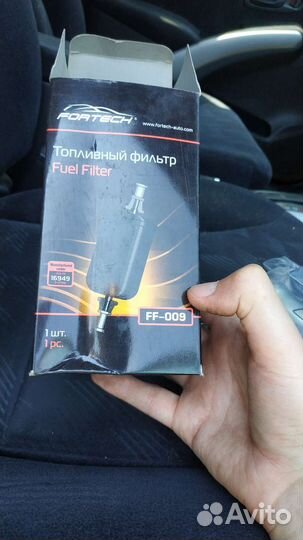 FORTECH
www.fortech-auto.com
Топливный фильтр
Fuel Filter
16949
FF-009
1 шт.
1 pc.
Avito